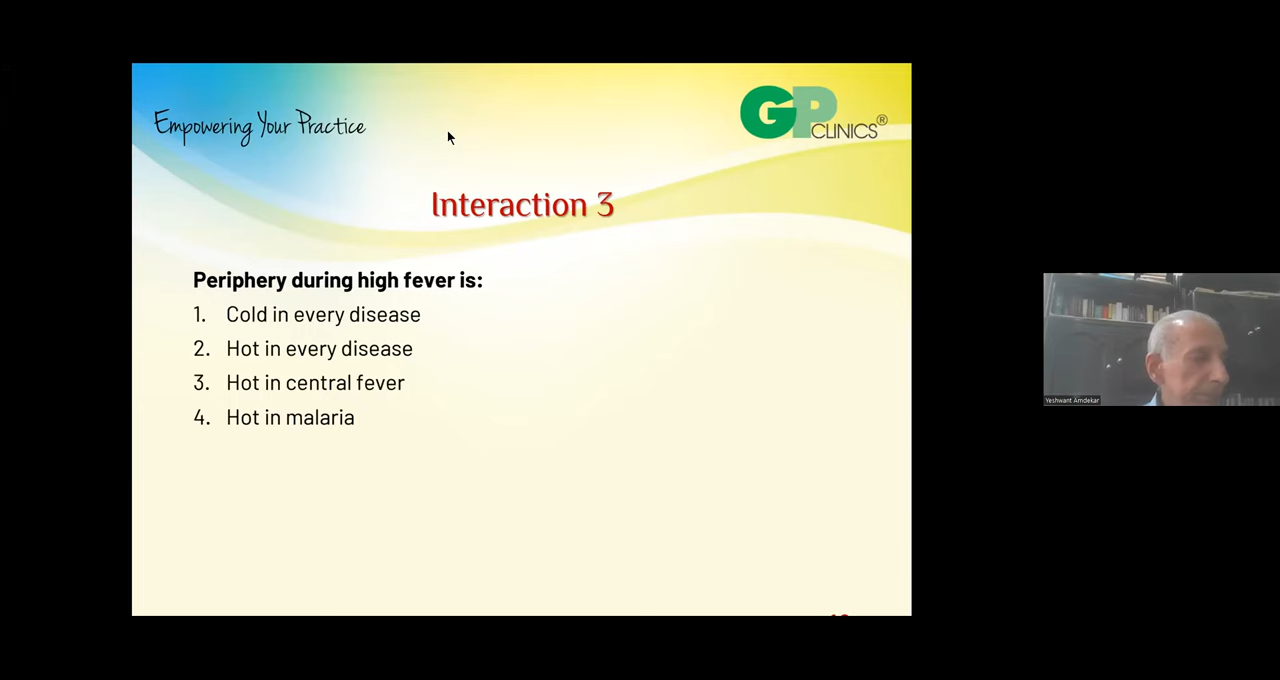 Empowering Your Practice
GP CLINICS®
Interaction 3
Periphery during high fever is:
1. Cold in every disease
2. Hot in every disease
3. Hot in central fever
4. Hot in malaria
Yeshwant Amdekar